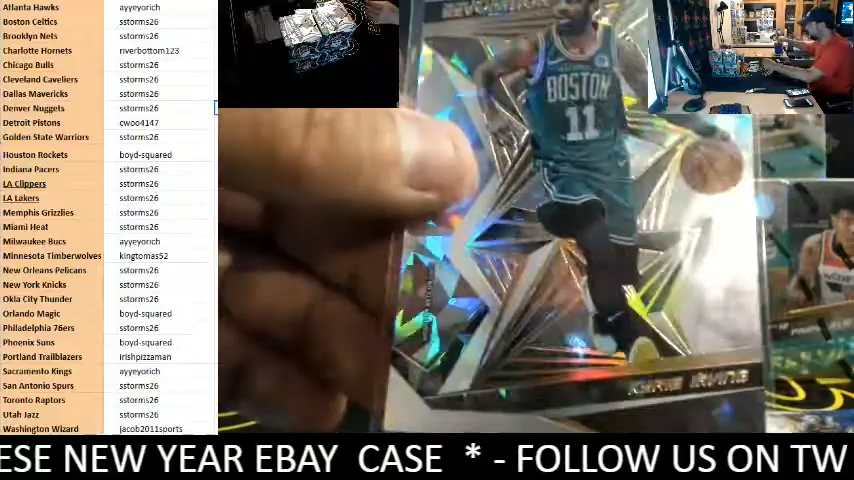 Atlanta Hawks ayyeyorich
Boston Celtics sstorms26
Brooklyn Nets sstorms26
Charlotte Hornets riverbottom123
Chicago Bulls sstorms26
Cleveland Caveliers sstorms26
Dallas Mavericks sstorms26
Denver Nuggets sstorms26
Detroit Pistons cwoo4147
Golden State Warriors sstorms26
Houston Rockets boyd-squared
Indiana Pacers sstorms26
LA Clippers sstorms26
LA Lakers sstorms26
Memphis Grizzlies sstorms26
Miami Heat sstorms26
Milwaukee Bucs ayyeyorich
Minnesota Timberwolves kingtomas52
New Orleans Pelicans sstorms26
New York Knicks sstorms26
Okla City Thunder sstorms26
Orlando Magic boyd-squared
Philadelphia 76ers sstorms26
Phoenix Suns boyd-squared
Portland Trailblazers irishpizzaman
Sacramento Kings ayyeyorich
San Antonio Spurs sstorms26
Toronto Raptors sstorms26
Utah Jazz sstorms26
Washington Wizard jacob2011sports
BOSTON
11
KYRIE IRVING
ESE NEW YEAR EBAY CASE * - FOLLOW US ON TW